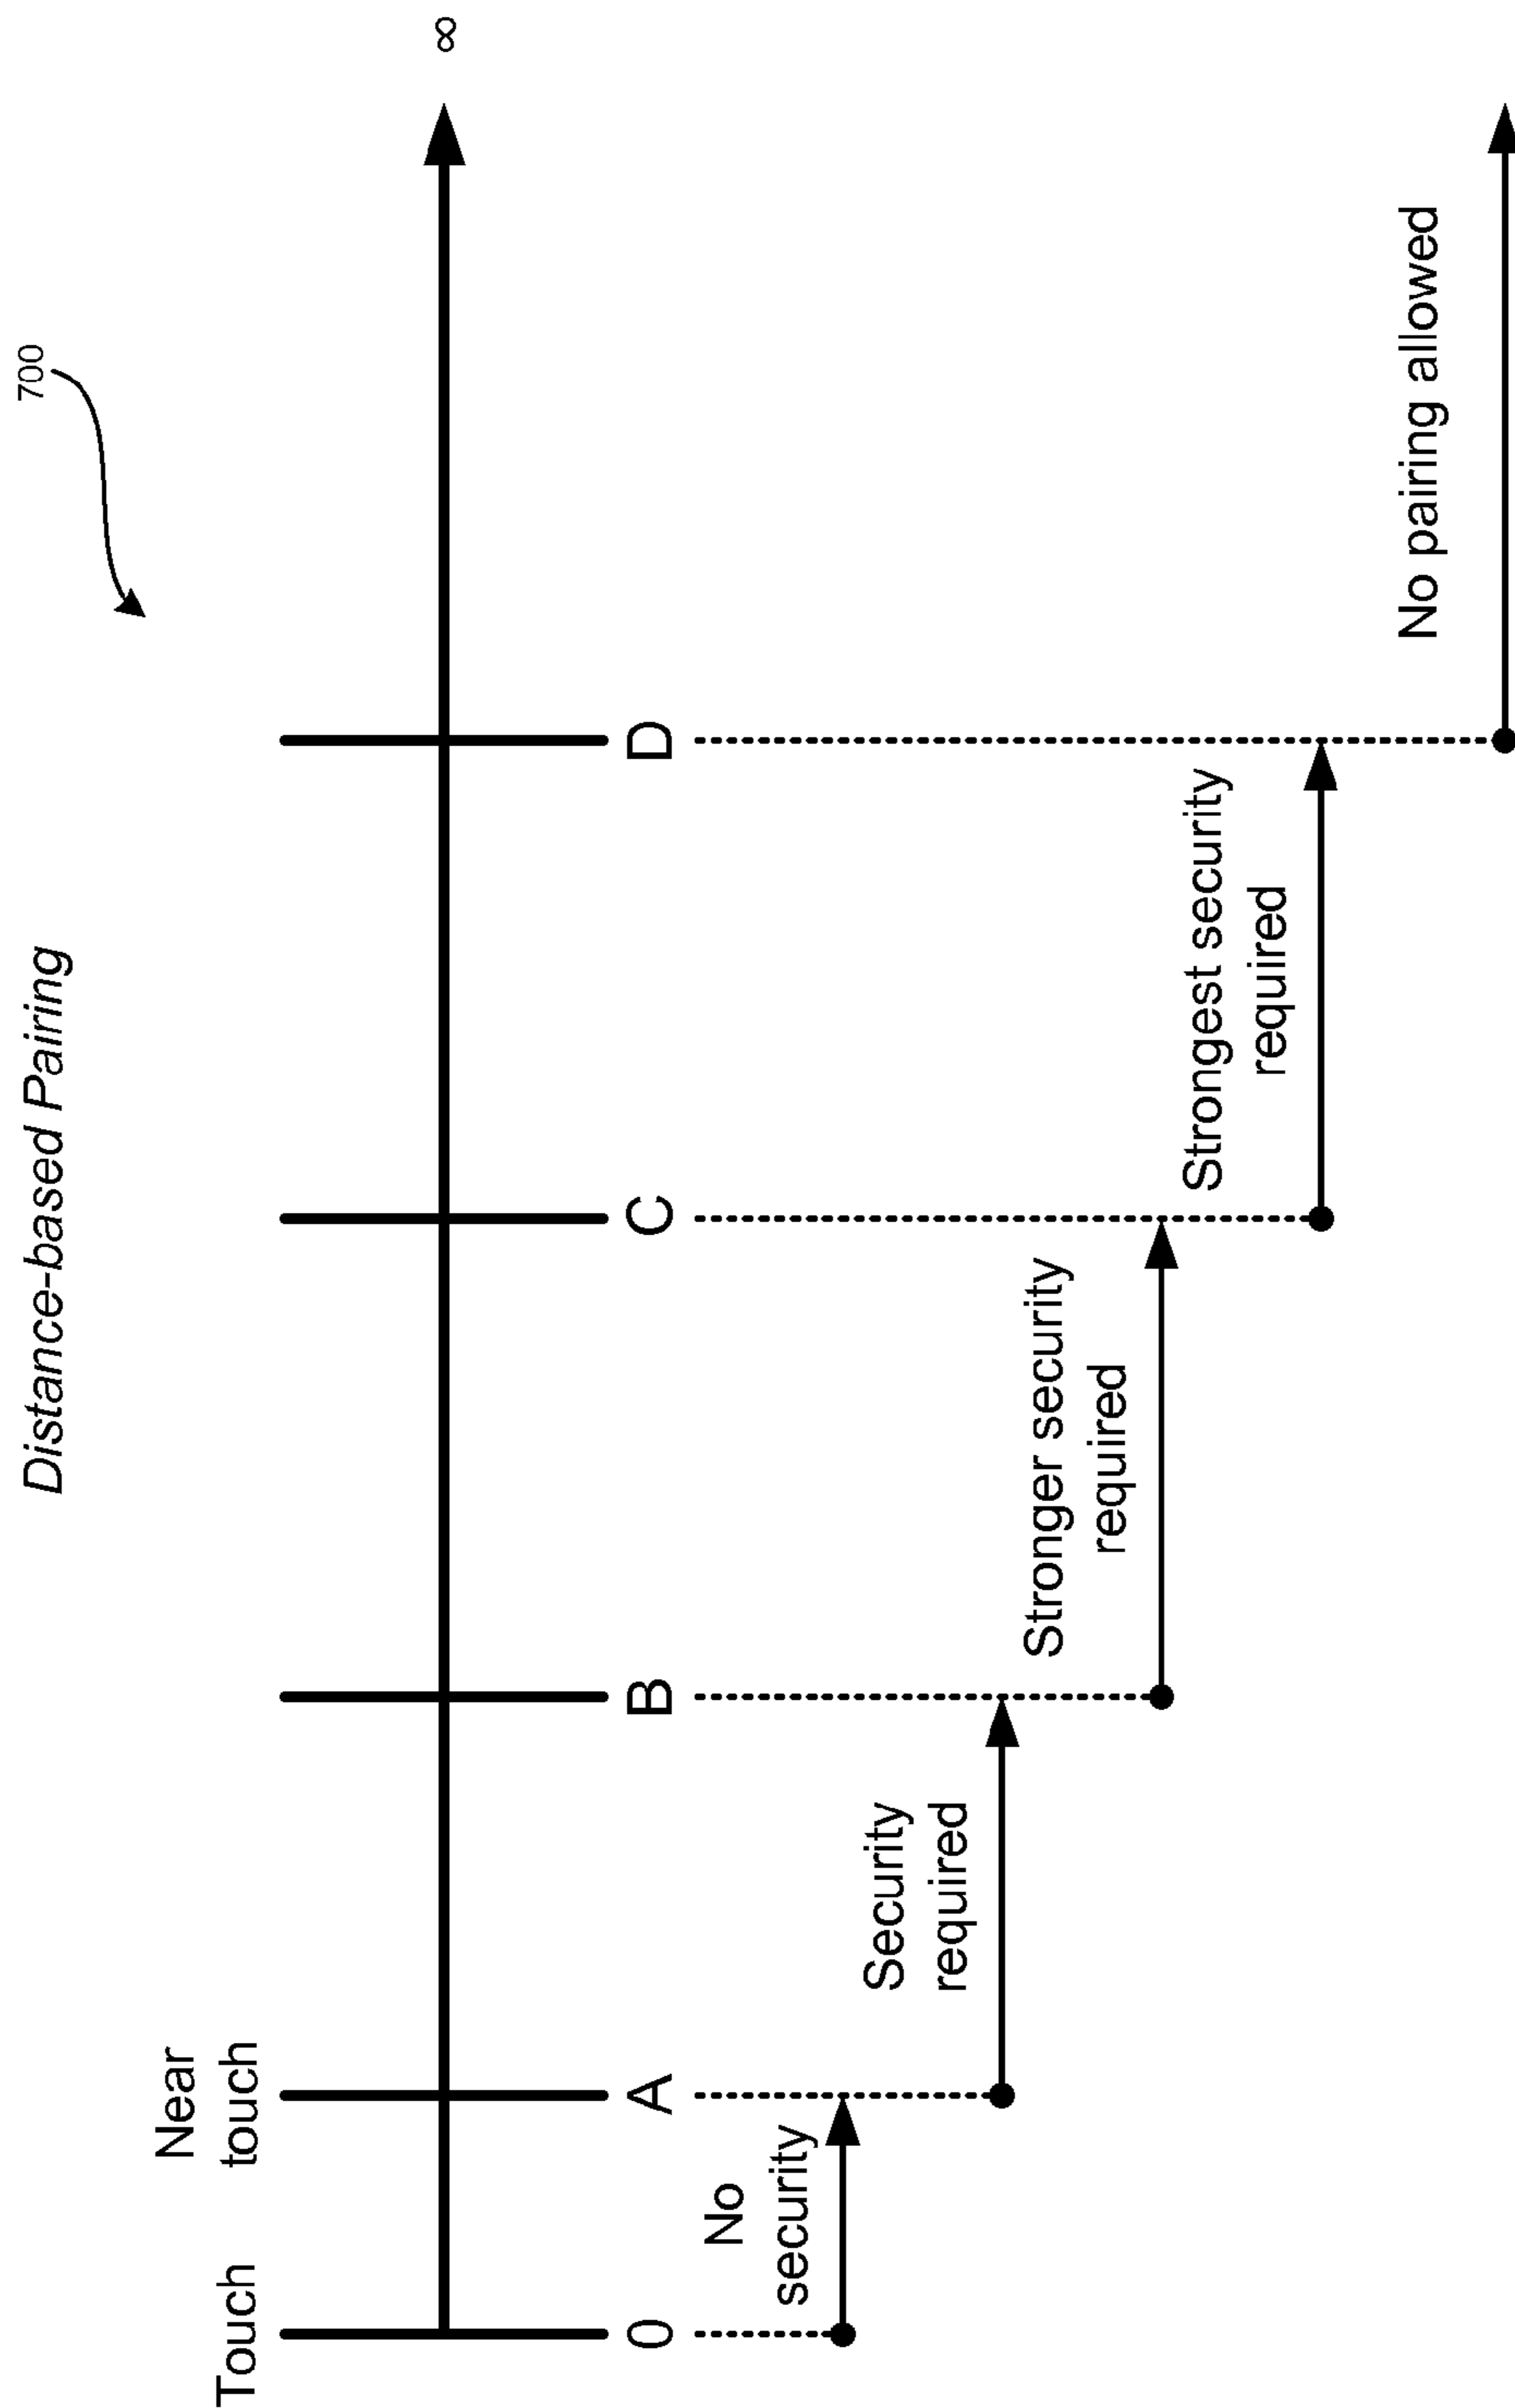 Distance-based Pairing
700
Touch
Near
touch
∞
0
A
B
C
D
No
security
Security
required
Stronger security
required
Strongest security
required
No pairing allowed